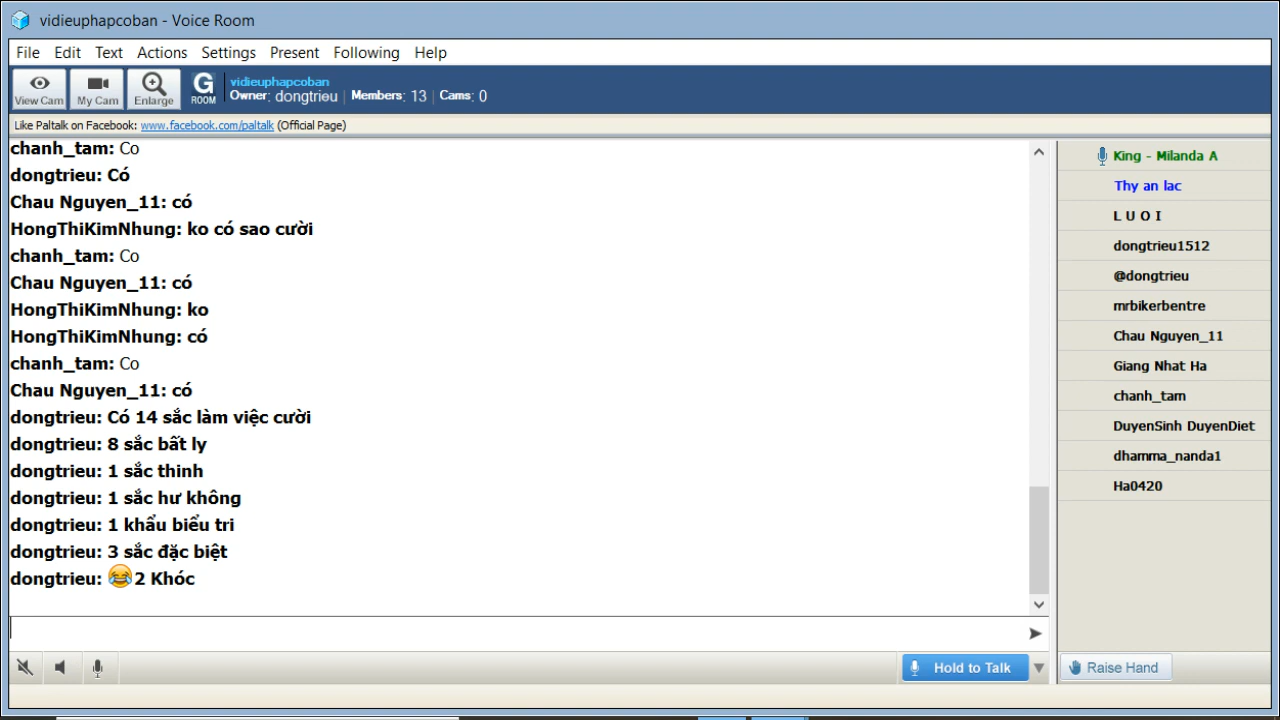 vidieuphapcoban - Voice Room
File Edit Text Actions Settings Present Following Help
View Cam My Cam Enlarge G ROOM
vidieuphapcoban
Owner: dongtrieu | Members: 13 | Cams: 0
Like Paltalk on Facebook: www.facebook.com/paltalk (Official Page)
chanh_tam: Co
dongtrieu: Có
Chau Nguyen_11: có
HongThiKimNhung: ko có sao cười
chanh_tam: Co
Chau Nguyen_11: có
HongThiKimNhung: ko
HongThiKimNhung: có
chanh_tam: Co
Chau Nguyen_11: có
dongtrieu: Có 14 sắc làm việc cười
dongtrieu: 8 sắc bất ly
dongtrieu: 1 sắc thinh
dongtrieu: 1 sắc hư không
dongtrieu: 1 khẩu biểu tri
dongtrieu: 3 sắc đặc biệt
dongtrieu: 😂2 Khóc
King - Milanda A
Thy an lac
L U O I
dongtrieu1512
@dongtrieu
mrbikerbentre
Chau Nguyen_11
Giang Nhat Ha
chanh_tam
DuyenSinh DuyenDiet
dhamma_nanda1
Ha0420
Hold to Talk
Raise Hand